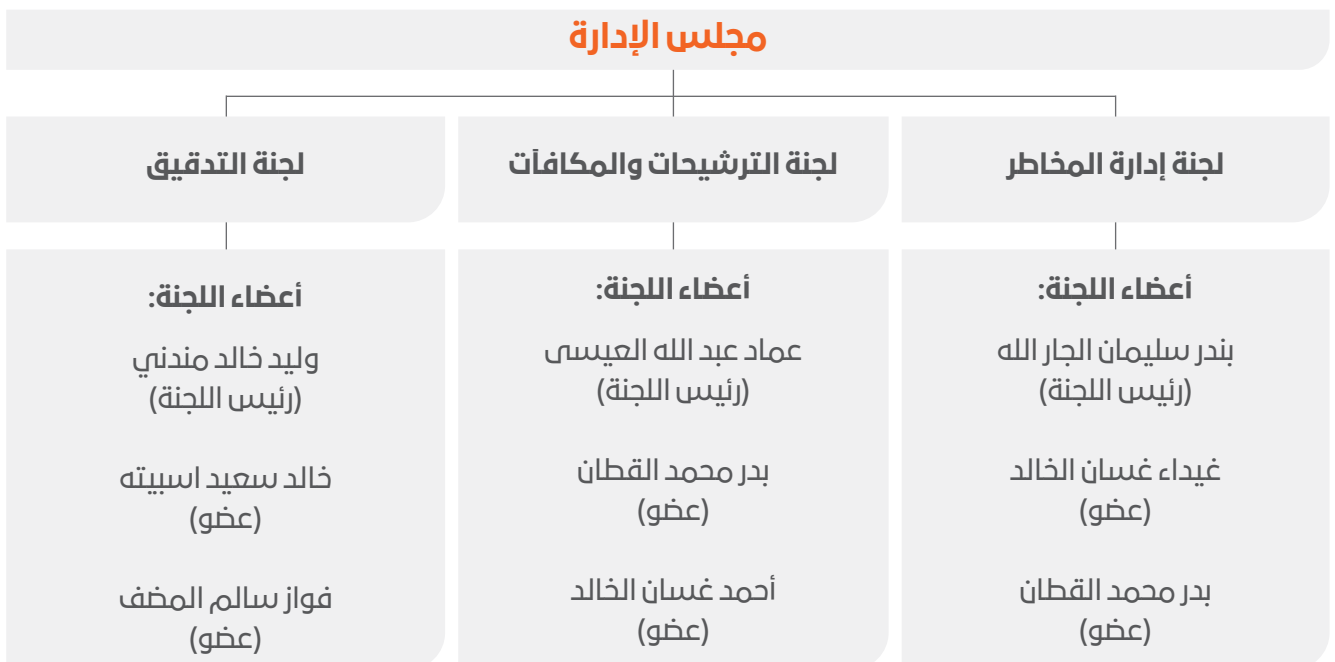 مجلس الإدارة
لجنة إدارة المخاطر
أعضاء اللجنة:
بندر سليمان الجار الله
(رئيس اللجنة)
غيداء غسان الخالد
(عضو)
بدر محمد القطان
(عضو)
لجنة الترشيحات والمكافآت
أعضاء اللجنة:
عماد عبد الله العيسى
(رئيس اللجنة)
بدر محمد القطان
(عضو)
أحمد غسان الخالد
(عضو)
لجنة التدقيق
أعضاء اللجنة:
وليد خالد مندني
(رئيس اللجنة)
خالد سعيد اسبيته
(عضو)
فواز سالم المضف
(عضو)